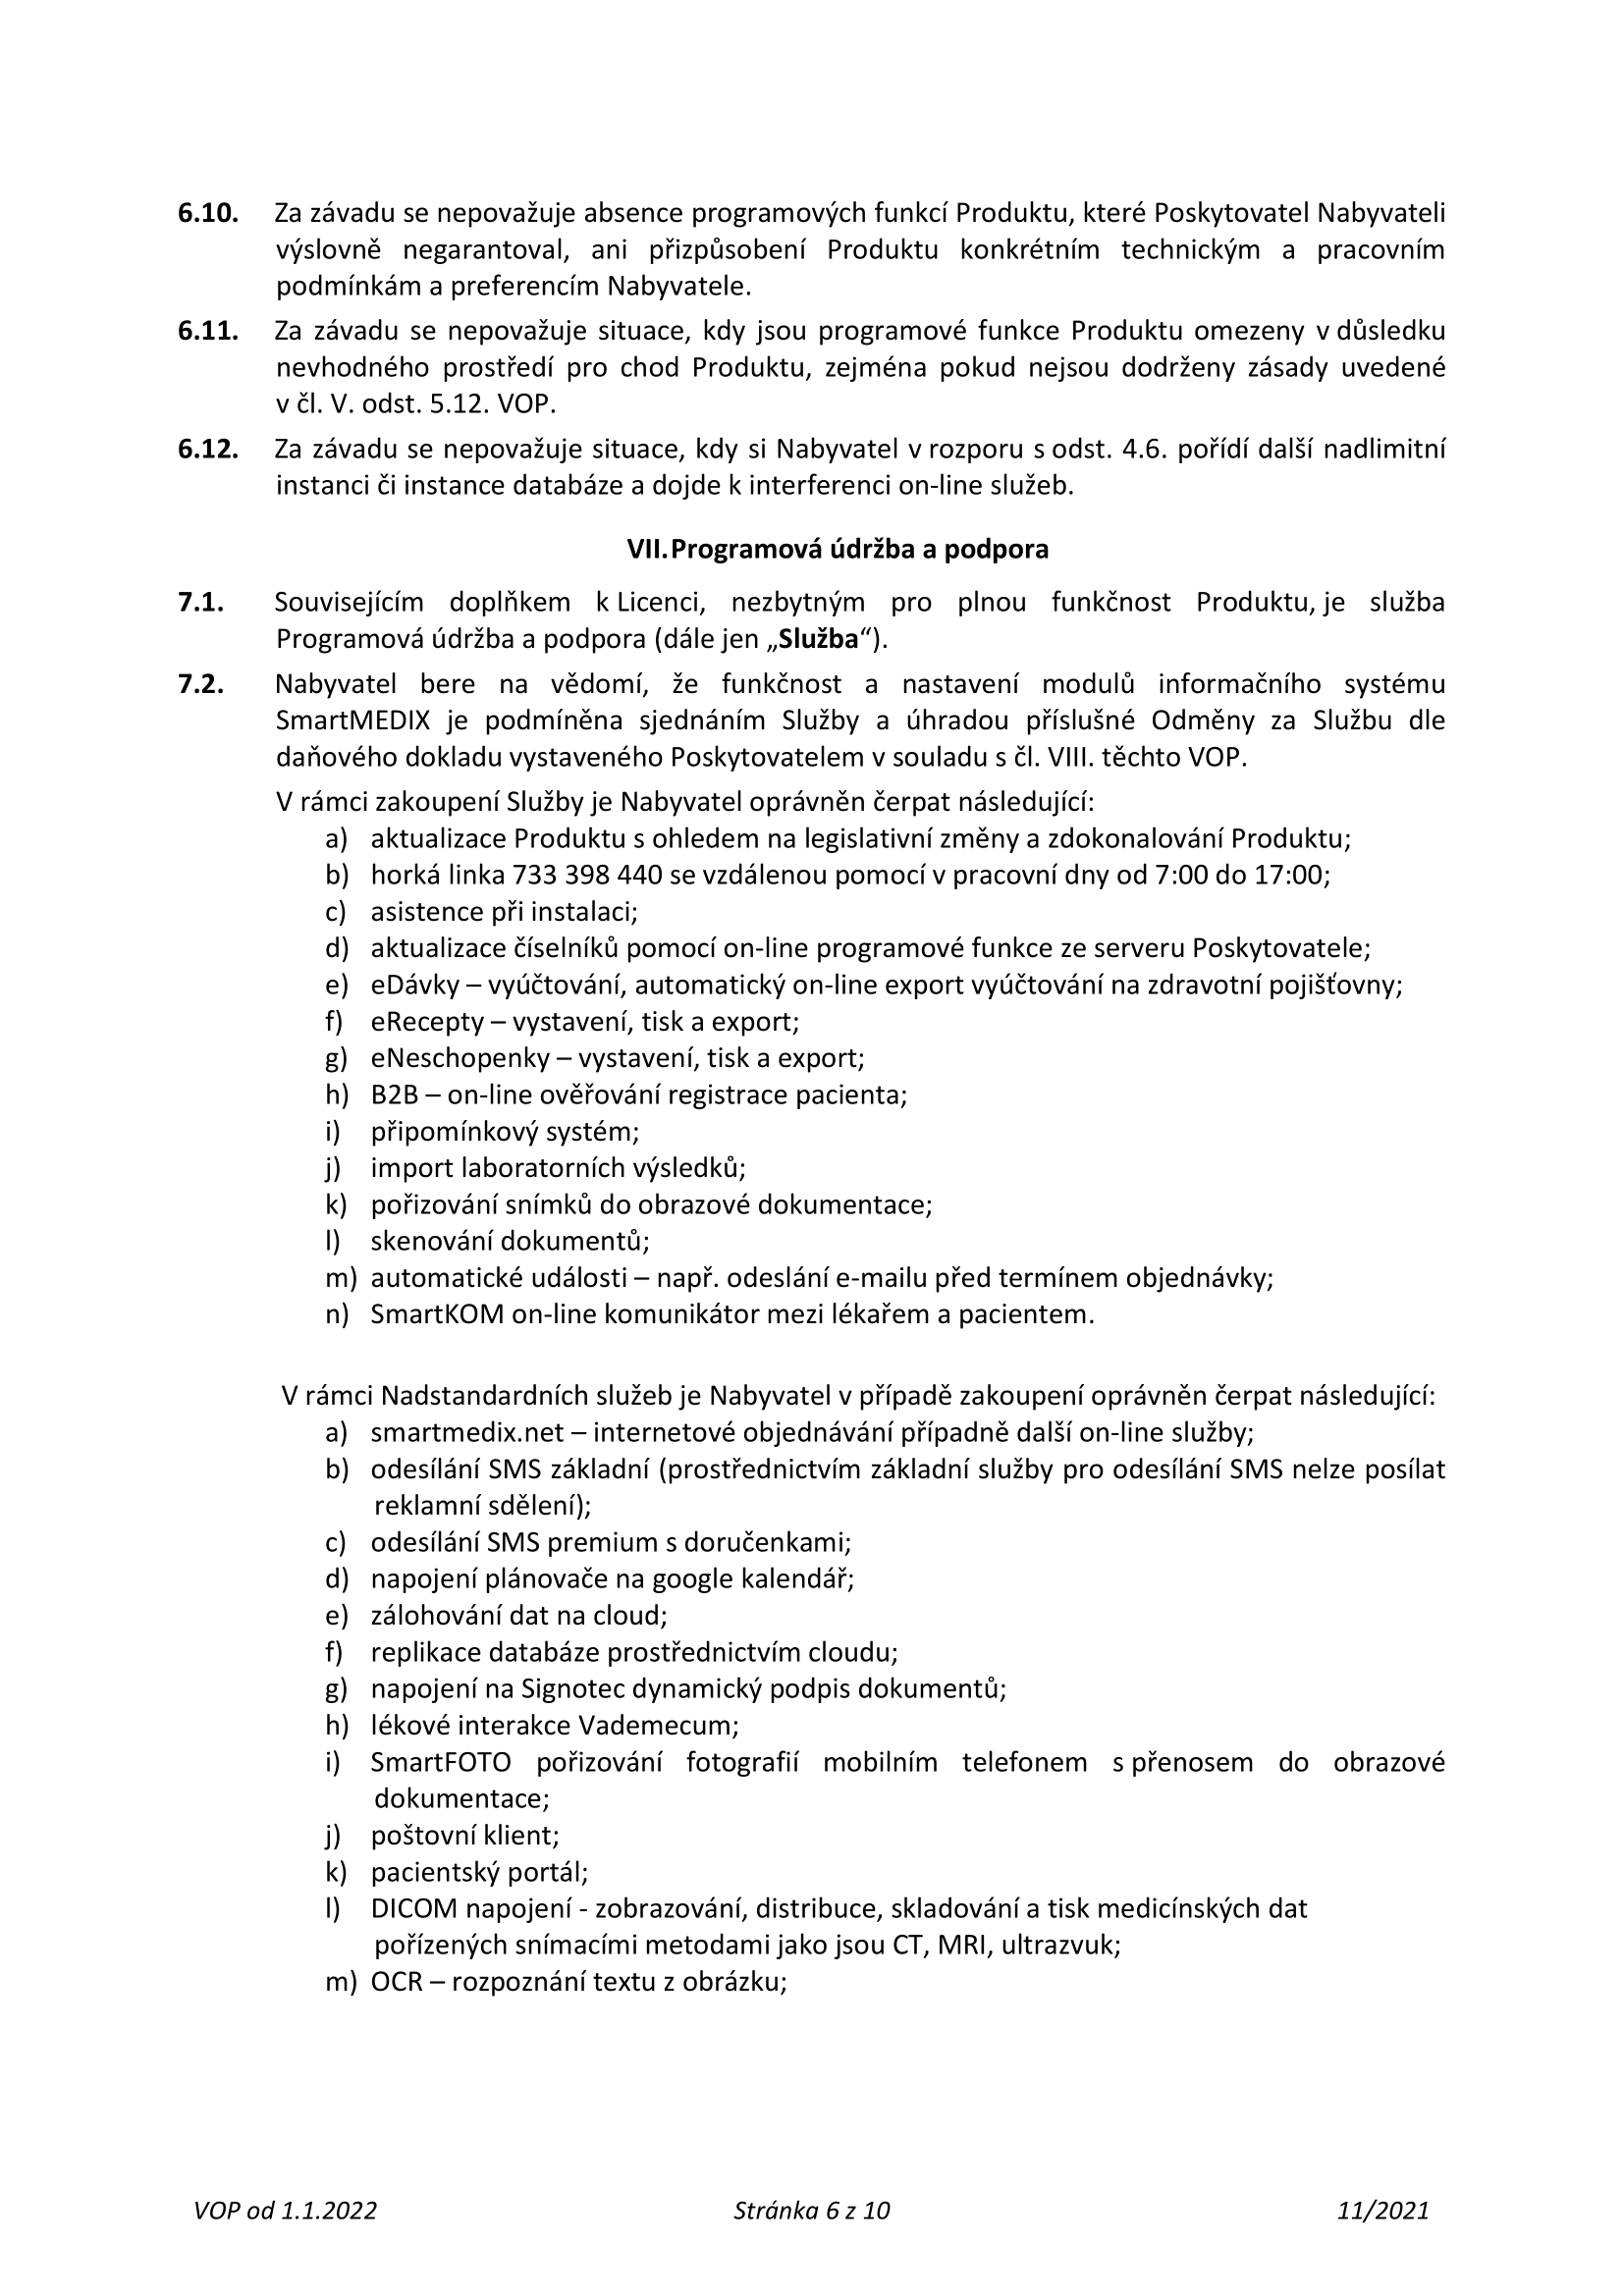 6.10. Za závadu se nepovažuje absence programových funkcí Produktu, které Poskytovatel Nabyvateli
výslovně negarantoval, ani přizpůsobení Produktu konkrétním technickým a pracovním
podmínkám a preferencím Nabyvatele.
6.11. Za závadu se nepovažuje situace, kdy jsou programové funkce Produktu omezeny v důsledku
nevhodného prostředí pro chod Produktu, zejména pokud nejsou dodrženy zásady uvedené
v čl. V. odst. 5.12. VOP.
6.12. Za závadu se nepovažuje situace, kdy si Nabyvatel v rozporu s odst. 4.6. pořídí další nadlimitní
instanci či instance databáze a dojde k interferenci on-line služeb.
VII. Programová údržba a podpora
7.1. Souvisejícím doplňkem k Licenci, nezbytným pro plnou funkčnost Produktu, je služba
Programová údržba a podpora (dále jen „Služba“).
7.2. Nabyvatel bere na vědomí, že funkčnost a nastavení modulů informačního systému
SmartMEDIX je podmíněna sjednáním Služby a úhradou příslušné Odměny za Službu dle
daňového dokladu vystaveného Poskytovatelem v souladu s čl. VIII. těchto VOP.
V rámci zakoupení Služby je Nabyvatel oprávněn čerpat následující:
a) aktualizace Produktu s ohledem na legislativní změny a zdokonalování Produktu;
b) horká linka 733 398 440 se vzdálenou pomocí v pracovní dny od 7:00 do 17:00;
c) asistence při instalaci;
d) aktualizace číselníků pomocí on-line programové funkce ze serveru Poskytovatele;
e) eDávky – vyúčtování, automatický on-line export vyúčtování na zdravotní pojišťovny;
f) eRecepty – vystavení, tisk a export;
g) eNeschopenky – vystavení, tisk a export;
h) B2B – on-line ověřování registrace pacienta;
i) připomínkový systém;
j) import laboratorních výsledků;
k) pořizování snímků do obrazové dokumentace;
l) skenování dokumentů;
m) automatické události – např. odeslání e-mailu před termínem objednávky;
n) SmartKOM on-line komunikátor mezi lékařem a pacientem.
V rámci Nadstandardních služeb je Nabyvatel v případě zakoupení oprávněn čerpat následující:
a) smartmedix.net – internetové objednávání případně další on-line služby;
b) odesílání SMS základní (prostřednictvím základní služby pro odesílání SMS nelze posílat
reklamní sdělení);
c) odesílání SMS premium s doručenkami;
d) napojení plánovače na google kalendář;
e) zálohování dat na cloud;
f) replikace databáze prostřednictvím cloudu;
g) napojení na Signotec dynamický podpis dokumentů;
h) lékové interakce Vademecum;
i) SmartFOTO pořizování fotografií mobilním telefonem s přenosem do obrazové
dokumentace;
j) poštovní klient;
k) pacientský portál;
l) DICOM napojení - zobrazování, distribuce, skladování a tisk medicínských dat
pořízených snímacími metodami jako jsou CT, MRI, ultrazvuk;
m) OCR – rozpoznání textu z obrázku;
VOP od 1.1.2022 Stránka 6 z 10 11/2021